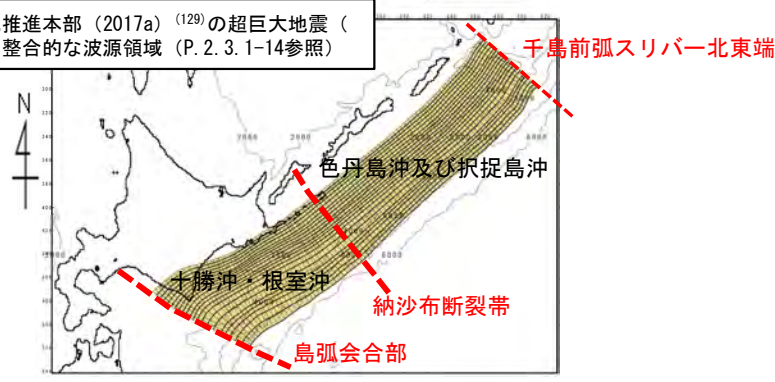 推進本部（2017a）(129)の超巨大地震（
整合的な波源領域（P.2.3.1-14参照）
千島前弧スリバー北東端
N
色丹島沖及び択捉島沖
十勝沖・根室沖
納沙布断裂帯
島弧会合部